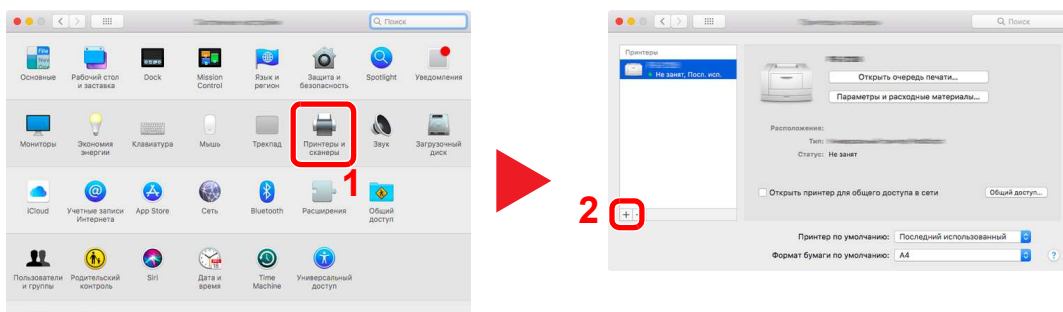 Поиск
Основные
Рабочий стол
и заставка
Dock
Mission
Control
Язык и
регион
Защита и
безопасность
Spotlight
Уведомления
Мониторы
Экономия
энергии
Клавиатура
Мышь
Трекпад
Принтеры и
сканеры
Звук
Загрузочный
диск
1
iCloud
Учетные записи
Интернета
App Store
Сеть
Bluetooth
Расширения
Общий
доступ
Пользователи
и группы
Родительский
контроль
Siri
Дата и
время
Time
Machine
Универсальный
доступ
Поиск
Принтеры
Не занят, Посл. исп.
Открыть очередь печати...
Параметры и расходные материалы...
Расположение:
Тип:
Статус: Не занят
Открыть принтер для общего доступа в сети
Общий доступ...
2
+
Принтер по умолчанию: Последний использованный
Формат бумаги по умолчанию: A4
?